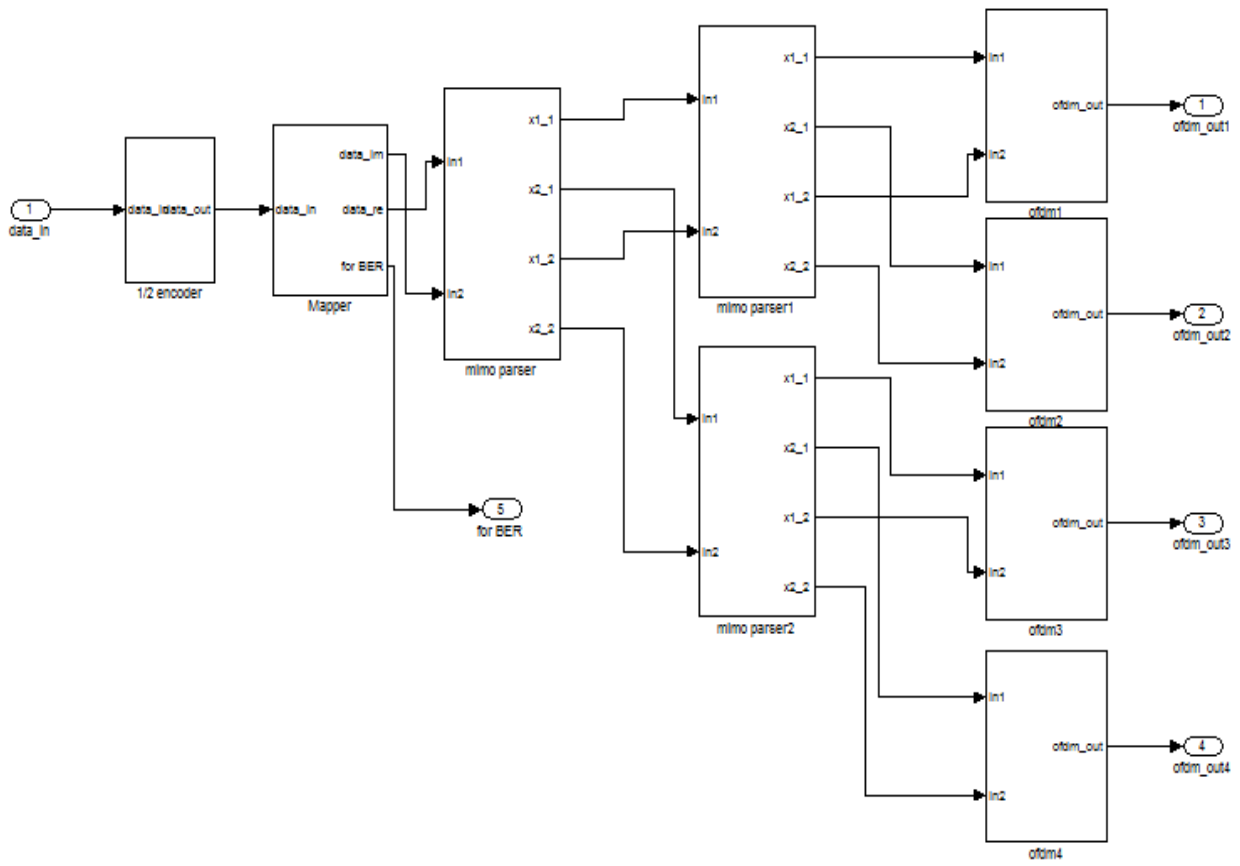 1
data_in
data_in
data_out
1/2 encoder
data_in
data_im
data_re
for BER
Mapper
In1
In2
x1_1
x2_1
x1_2
x2_2
mimo parser
5
for BER
In1
In2
x1_1
x2_1
x1_2
x2_2
mimo parser1
In1
In2
x1_1
x2_1
x1_2
x2_2
mimo parser2
In1
In2
ofdm_out
ofdm1
1
ofdm_out1
In1
In2
ofdm_out
ofdm2
2
ofdm_out2
In1
In2
ofdm_out
ofdm3
3
ofdm_out3
In1
In2
ofdm_out
ofdm4
4
ofdm_out4